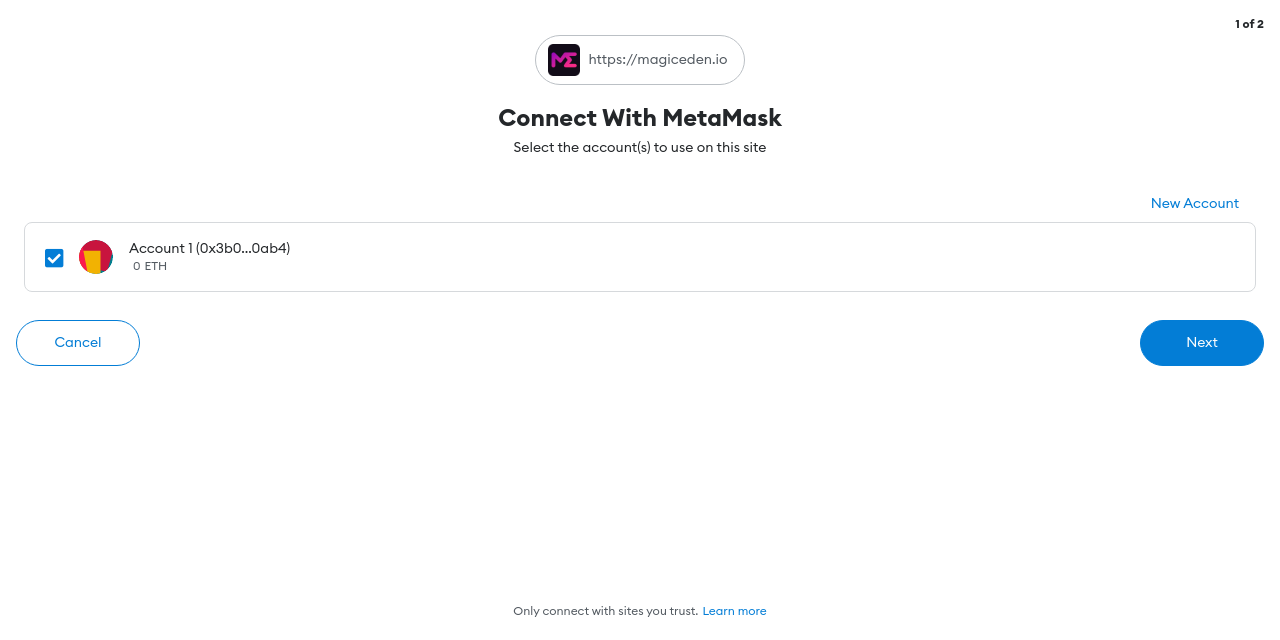 1 of 2
ME https://magiceden.io
Connect With MetaMask
Select the account(s) to use on this site
New Account
Account 1 (0x3b0...0ab4)
0 ETH
Cancel
Next
Only connect with sites you trust. Learn more